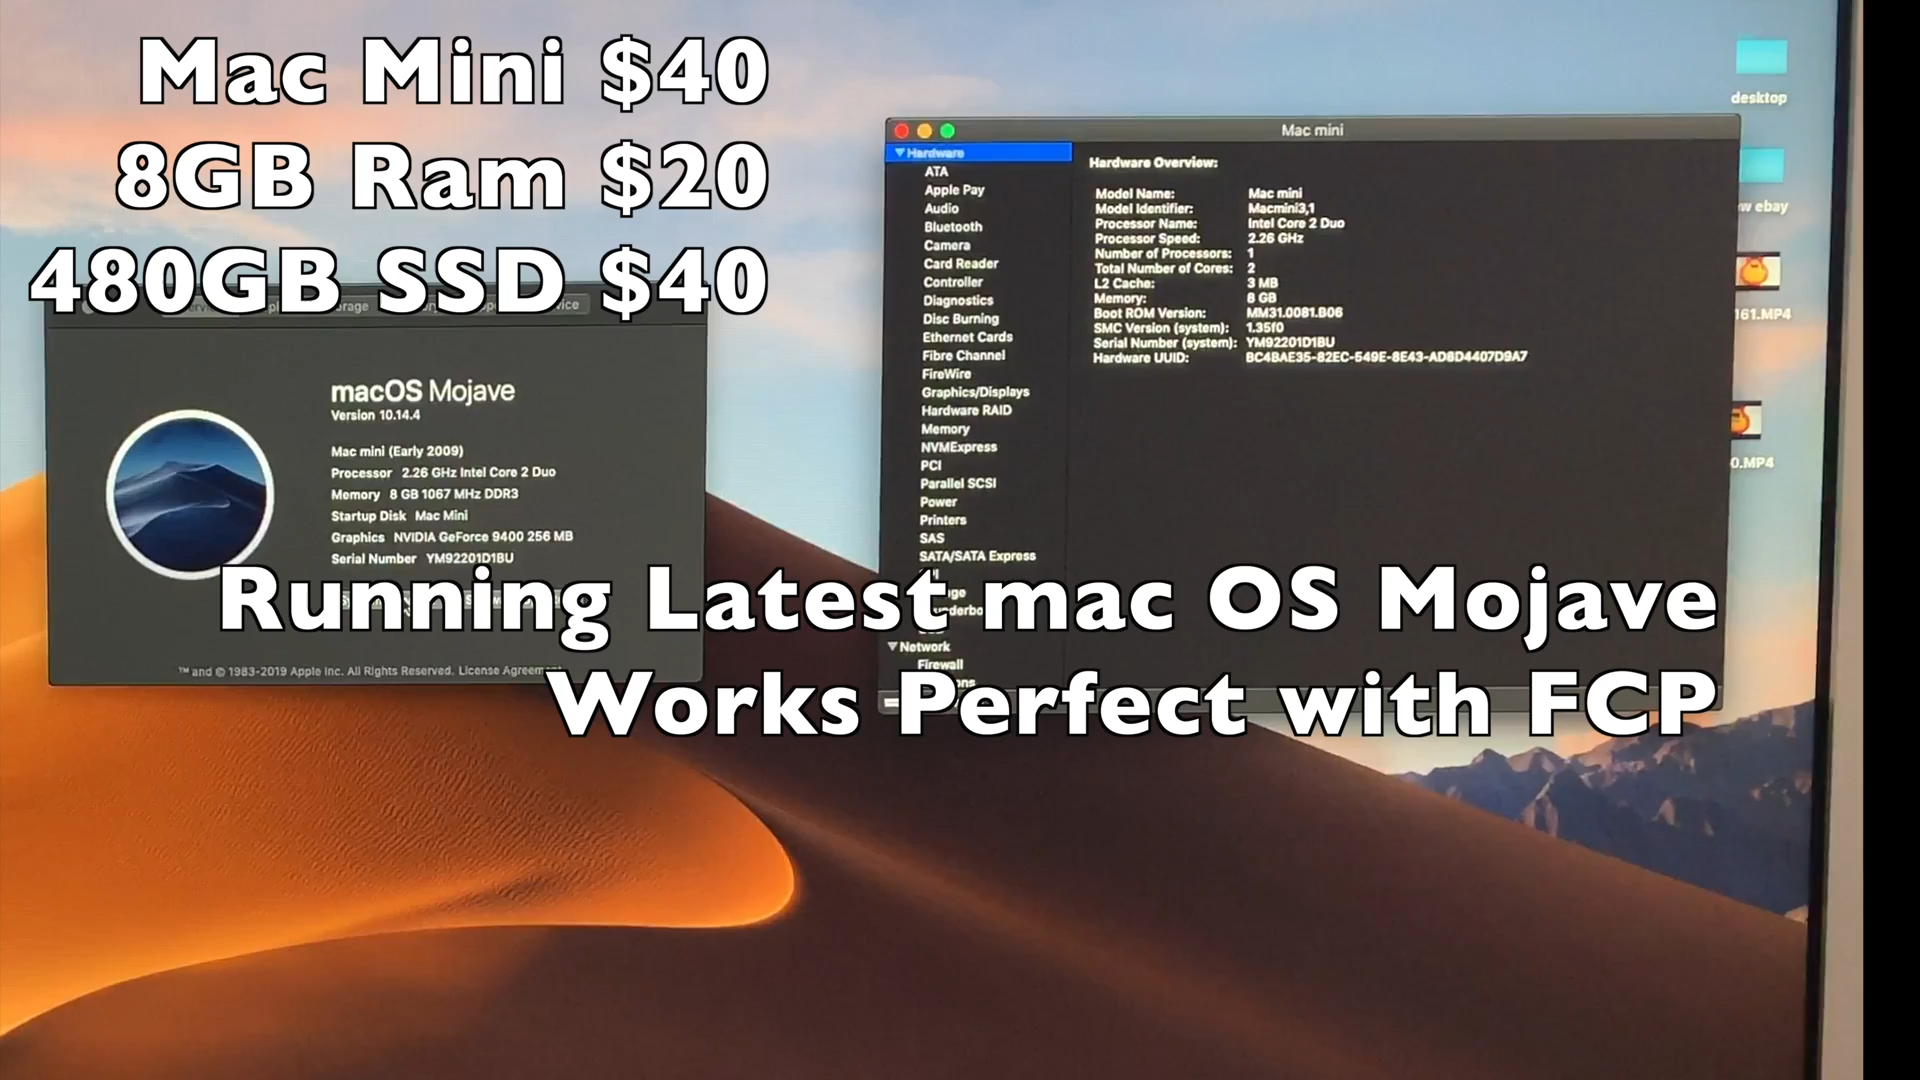 Mac Mini $40
8GB Ram $20
480GB SSD $40
macOS Mojave
Version 10.14.4
Mac mini (Early 2009)
Processor 2.26 GHz Intel Core 2 Duo
Memory 8 GB 1067 MHz DDR3
Startup Disk Mac Mini
Graphics NVIDIA GeForce 9400 256 MB
Serial Number YM92201D1BU
™ and © 1983-2019 Apple Inc. All Rights Reserved. License Agreement
Mac mini
Hardware
ATA
Apple Pay
Audio
Bluetooth
Camera
Card Reader
Controller
Diagnostics
Disc Burning
Ethernet Cards
Fibre Channel
FireWire
Graphics/Displays
Hardware RAID
Memory
NVMExpress
PCI
Parallel SCSI
Power
Printers
SAS
SATA/SATA Express
Network
Firewall
Hardware Overview:
Model Name: Mac mini
Model Identifier: Macmini3,1
Processor Name: Intel Core 2 Duo
Processor Speed: 2.26 GHz
Number of Processors: 1
Total Number of Cores: 2
L2 Cache: 3 MB
Memory: 8 GB
Boot ROM Version: MM31.0081.B06
SMC Version (system): 1.35f0
Serial Number (system): YM92201D1BU
Hardware UUID: BC4BAE35-82EC-549E-8E43-AD8D4407D9A7
desktop
ebay
161.MP4
0.MP4
Running Latest mac OS Mojave
Works Perfect with FCP